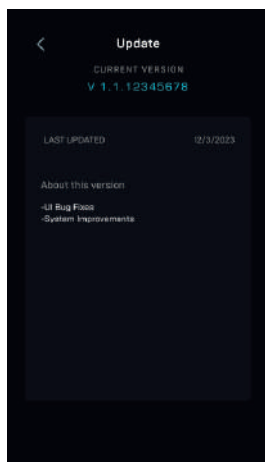 Update
CURRENT VERSION
V 1.1.12345678
LAST UPDATED 12/3/2023
About this version
-UI Bug Fixes
-System Improvements